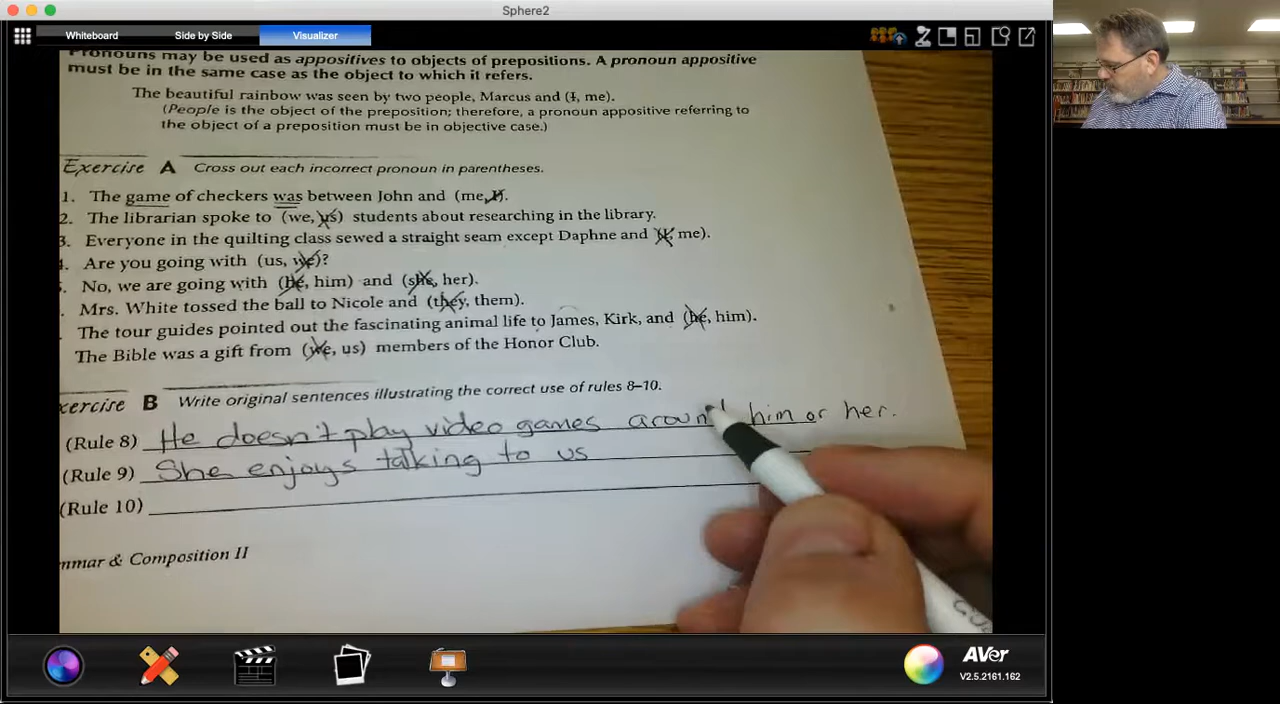 Sphere2
Whiteboard
Side by Side
Visualizer
Pronouns may be used as appositives to objects of prepositions. A pronoun appositive
must be in the same case as the object to which it refers.
The beautiful rainbow was seen by two people, Marcus and (I, me).
(People is the object of the preposition; therefore, a pronoun appositive referring to
the object of a preposition must be in objective case.)
Exercise A Cross out each incorrect pronoun in parentheses.
1. The game of checkers was between John and (me, I).
2. The librarian spoke to (we, us) students about researching in the library.
3. Everyone in the quilting class sewed a straight seam except Daphne and (I, me).
. Are you going with (us, we)?
. No, we are going with (he, him) and (she, her).
. Mrs. White tossed the ball to Nicole and (they, them).
. The tour guides pointed out the fascinating animal life to James, Kirk, and (he, him).
The Bible was a gift from (we, us) members of the Honor Club.
xercise B Write original sentences illustrating the correct use of rules 8–10.
(Rule 8) He doesn't play video games around him or her.
(Rule 9) She enjoys talking to us
(Rule 10)
mmar & Composition II
AVer
V2.5.2161.162